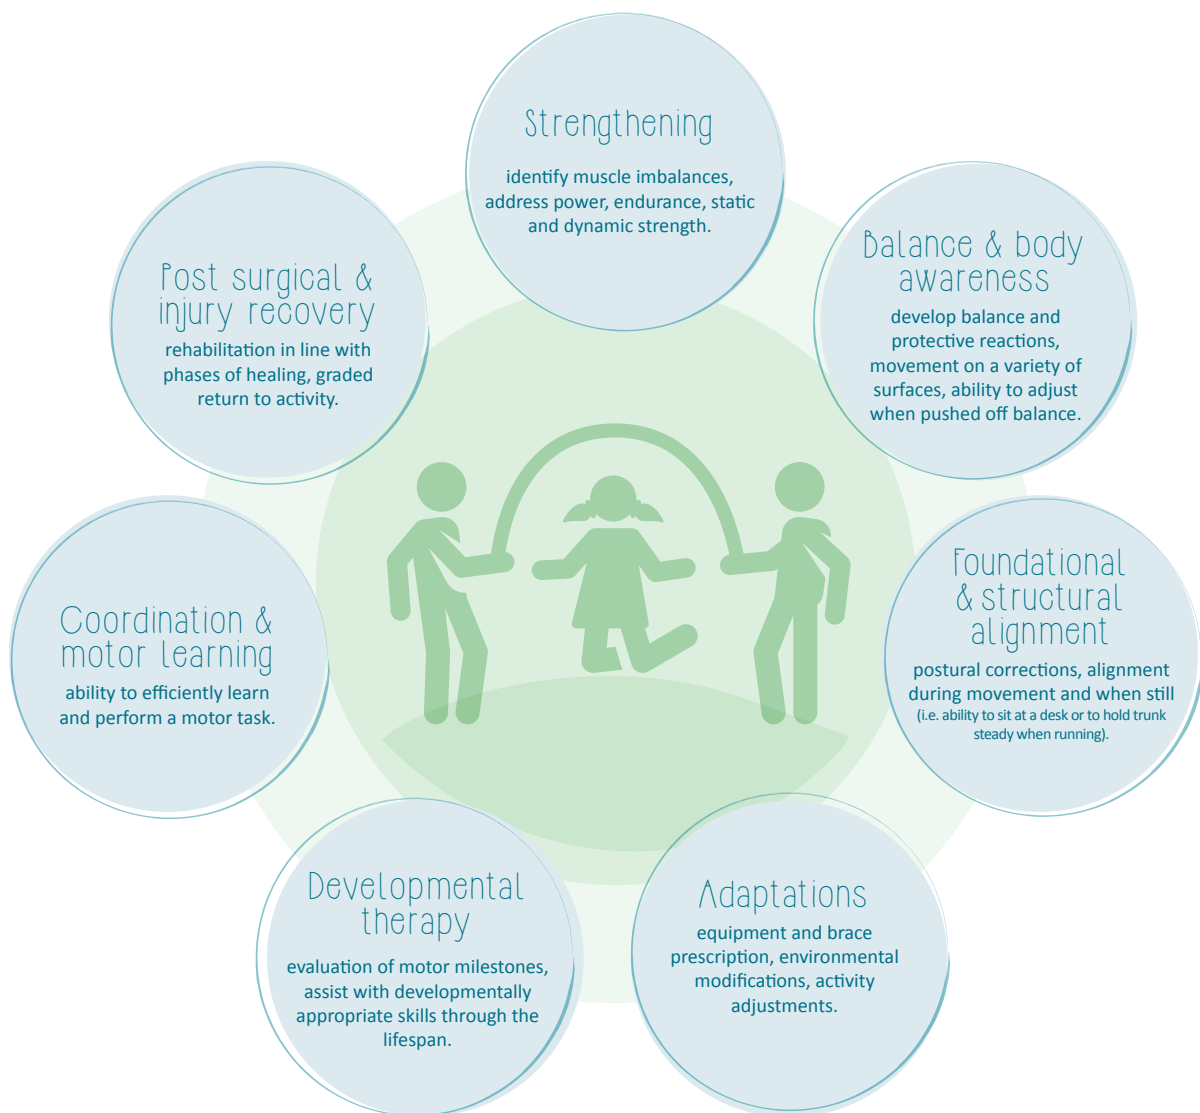 Strengthening
identify muscle imbalances,
address power, endurance, static
and dynamic strength.
Balance & body
awareness
develop balance and
protective reactions,
movement on a variety of
surfaces, ability to adjust
when pushed off balance.
Foundational
& structural
alignment
postural corrections, alignment
during movement and when still
(i.e. ability to sit at a desk or to hold trunk
steady when running).
Adaptations
equipment and brace
prescription, environmental
modifications, activity
adjustments.
Developmental
therapy
evaluation of motor milestones,
assist with developmentally
appropriate skills through the
lifespan.
Coordination &
motor learning
ability to efficiently learn
and perform a motor task.
Post surgical &
injury recovery
rehabilitation in line with
phases of healing, graded
return to activity.